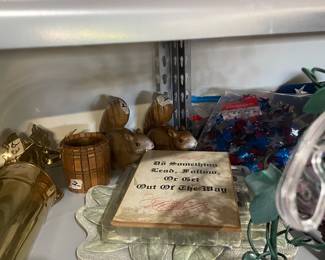 Do Something
Lead, Follow,
Or Get
Out Of The Way